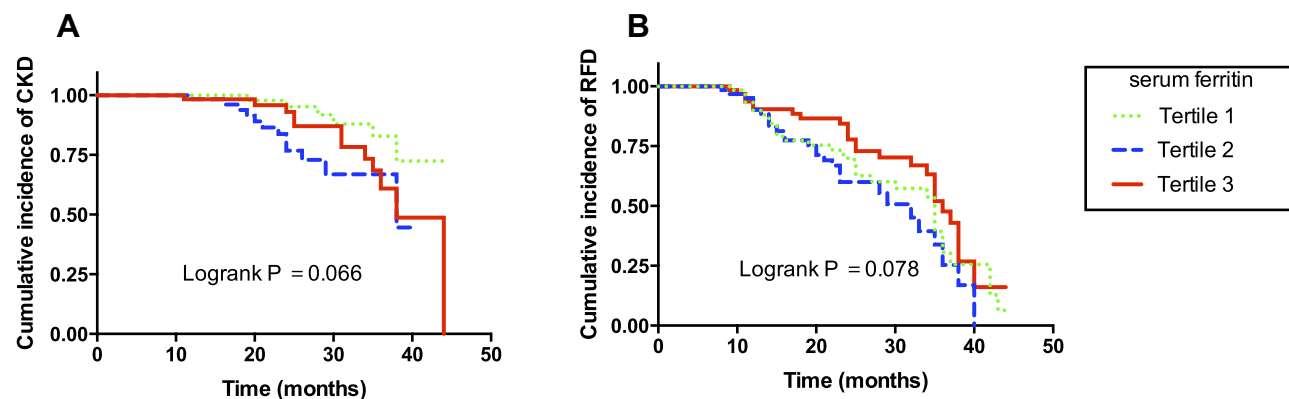 A
Cumulative incidence of CKD
1.00
0.75
0.50
0.25
0.00
Logrank P = 0.066
0 10 20 30 40 50
Time (months)
B
Cumulative incidence of RFD
1.00
0.75
0.50
0.25
0.00
Logrank P = 0.078
0 10 20 30 40 50
Time (months)
serum ferritin
Tertile 1
Tertile 2
Tertile 3